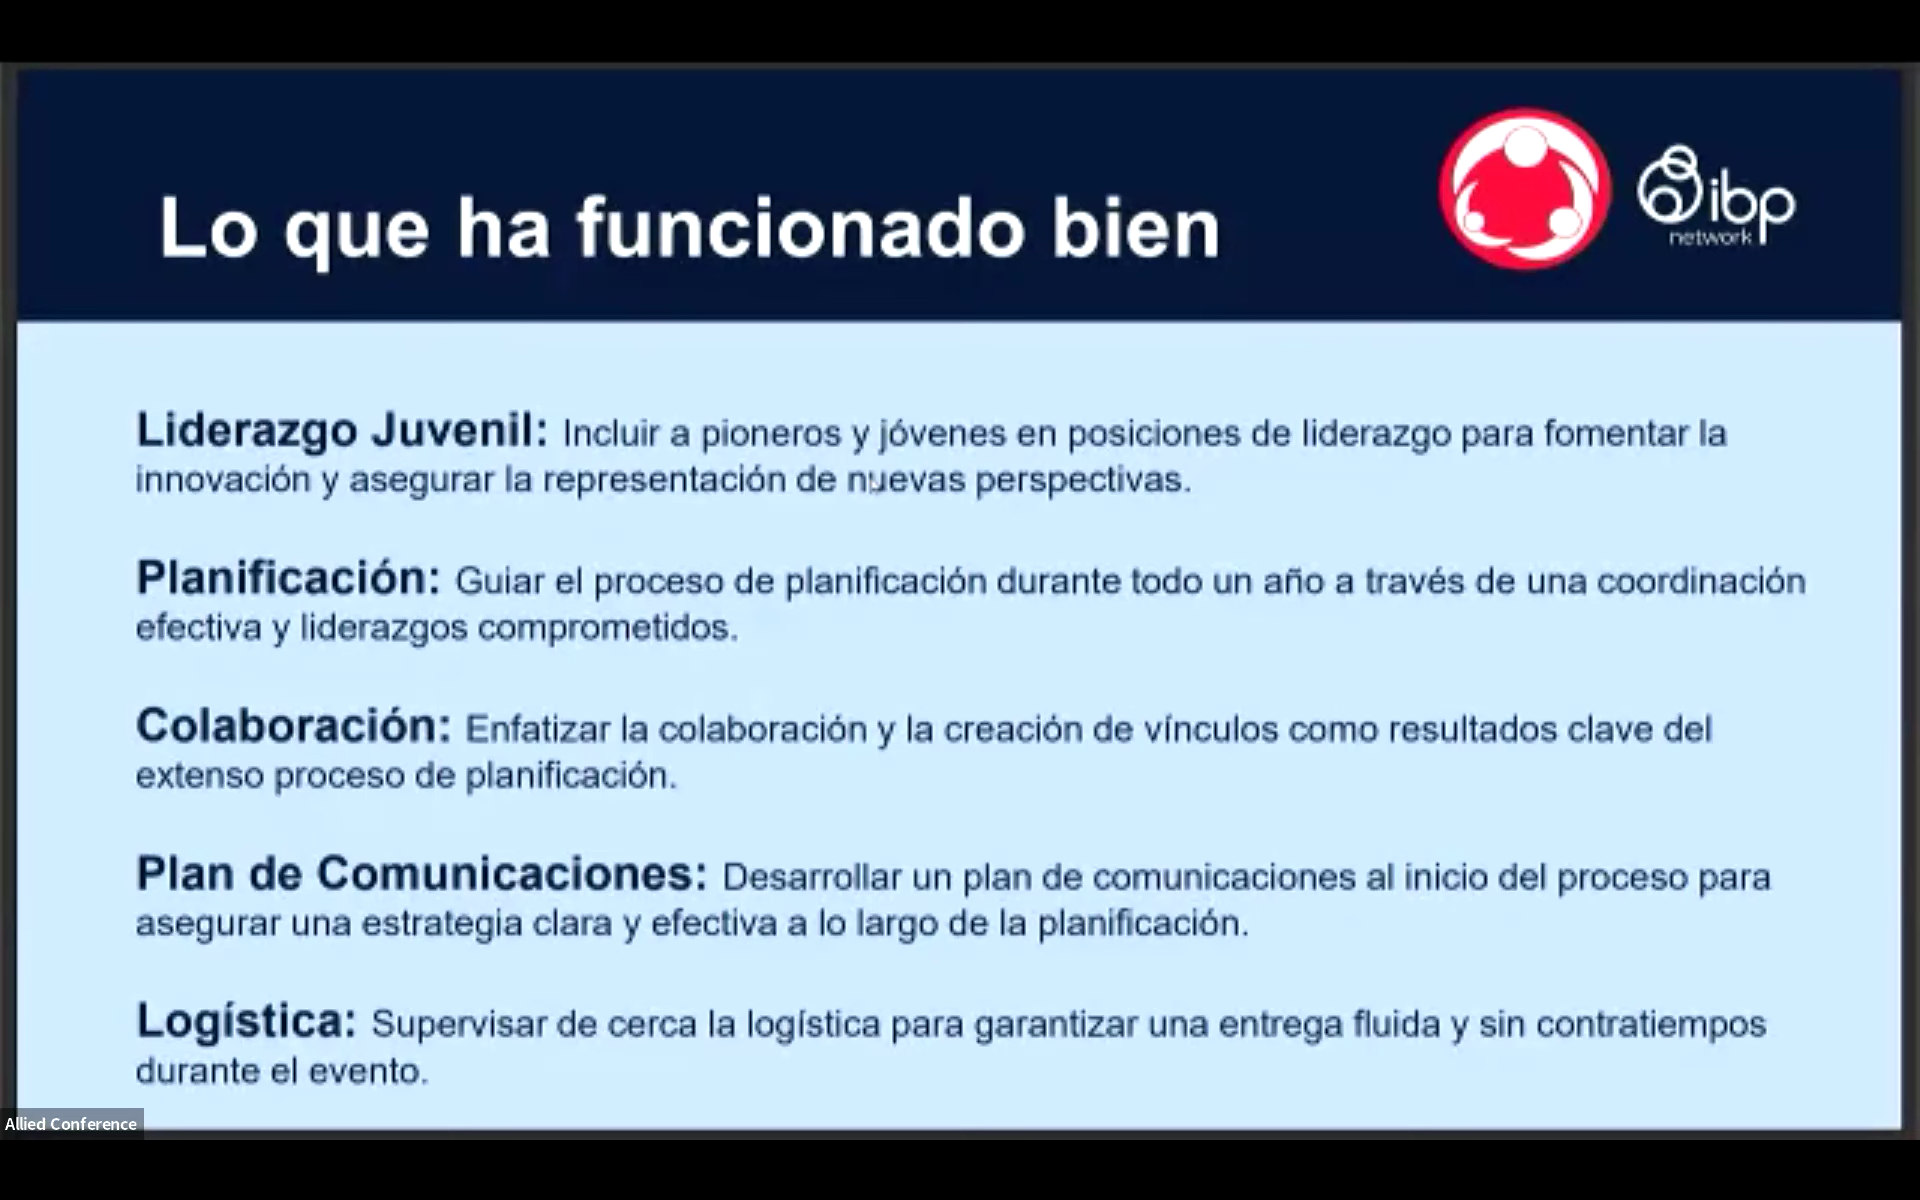 Lo que ha funcionado bien
ibp
network
Liderazgo Juvenil: Incluir a pioneros y jóvenes en posiciones de liderazgo para fomentar la
innovación y asegurar la representación de nuevas perspectivas.
Planificación: Guiar el proceso de planificación durante todo un año a través de una coordinación
efectiva y liderazgos comprometidos.
Colaboración: Enfatizar la colaboración y la creación de vínculos como resultados clave del
extenso proceso de planificación.
Plan de Comunicaciones: Desarrollar un plan de comunicaciones al inicio del proceso para
asegurar una estrategia clara y efectiva a lo largo de la planificación.
Logística: Supervisar de cerca la logística para garantizar una entrega fluida y sin contratiempos
durante el evento.
Allied Conference